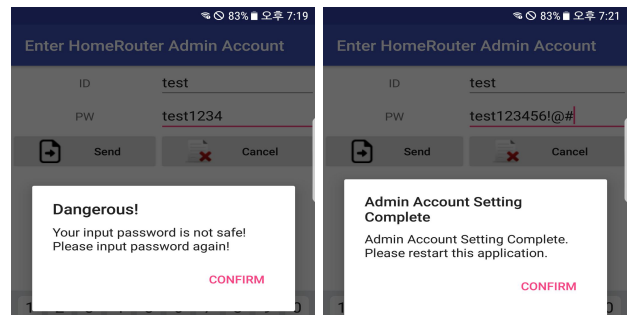 83% 오후 7:19
Enter HomeRouter Admin Account
ID test
PW test1234
Send Cancel
Dangerous!
Your input password is not safe!
Please input password again!
CONFIRM
83% 오후 7:21
Enter HomeRouter Admin Account
ID test
PW test123456!@#
Send Cancel
Admin Account Setting
Complete
Admin Account Setting Complete.
Please restart this application.
CONFIRM